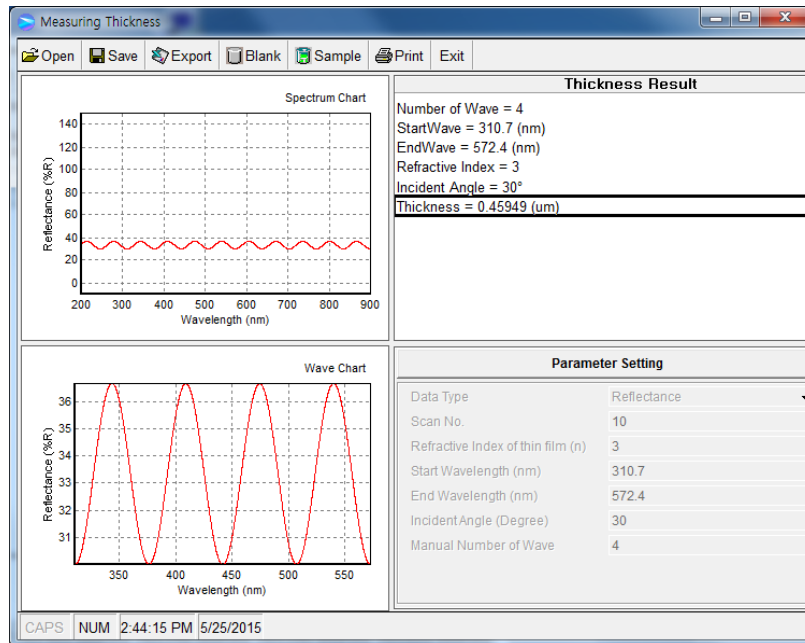 Measuring Thickness
Open Save Export Blank Sample Print Exit
Spectrum Chart
Reflectance (%R)
140
120
100
80
60
40
20
0
200 300 400 500 600 700 800 900
Wavelength (nm)
Thickness Result
Number of Wave = 4
StartWave = 310.7 (nm)
EndWave = 572.4 (nm)
Refractive Index = 3
Incident Angle = 30°
Thickness = 0.45949 (um)
Wave Chart
Reflectance (%R)
36
35
34
33
32
31
350 400 450 500 550
Wavelength (nm)
Parameter Setting
Data Type Reflectance
Scan No. 10
Refractive Index of thin film (n) 3
Start Wavelength (nm) 310.7
End Wavelength (nm) 572.4
Incident Angle (Degree) 30
Manual Number of Wave 4
CAPS NUM 2:44:15 PM 5/25/2015